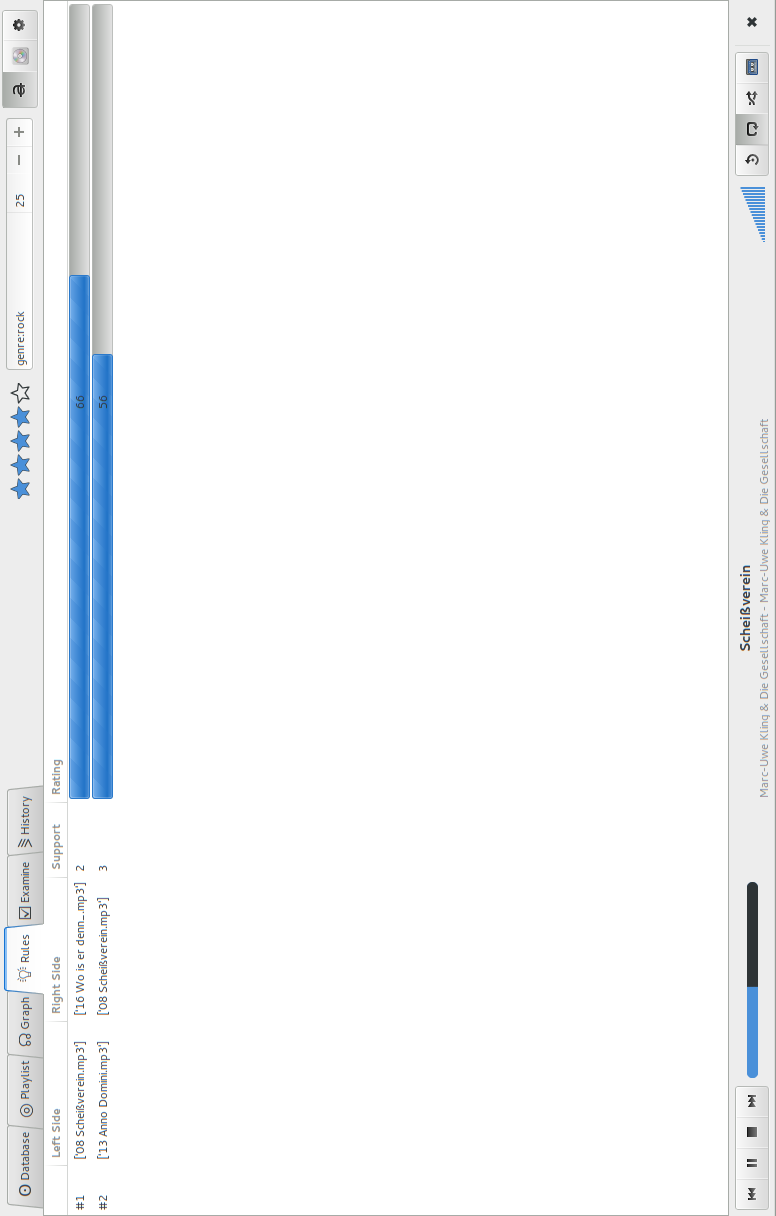 Database
Playlist
Graph
Rules
Examine
History
genre:rock
25
a
Left Side Right Side Support Rating
#1 ['08 Scheißverein.mp3'] ['16 Wo is er denn_.mp3'] 2 66
#2 ['13 Anno Domini.mp3'] ['08 Scheißverein.mp3'] 3 56
Scheißverein
Marc-Uwe Kling & Die Gesellschaft - Marc-Uwe Kling & Die Gesellschaft